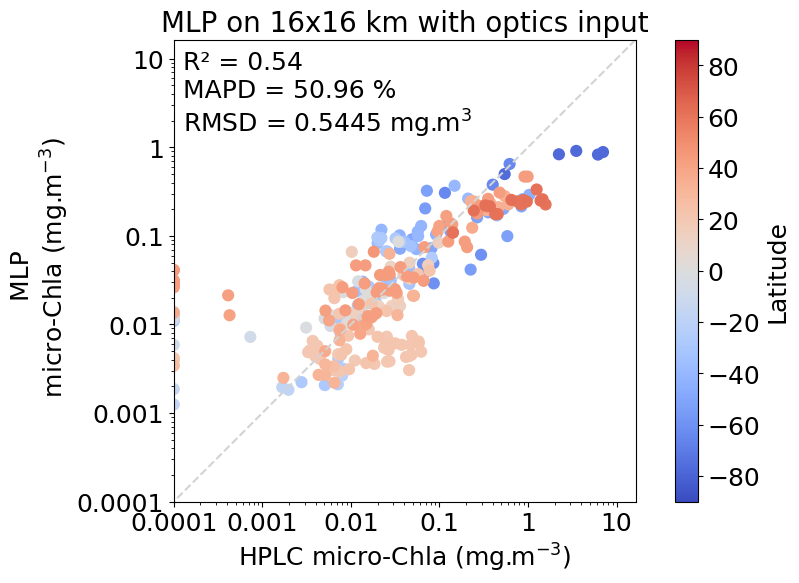 MLP on 16x16 km with optics input
R² = 0.54
MAPD = 50.96 %
RMSD = 0.5445 mg.m³
10
1
0.1
0.01
0.001
0.0001
MLP
micro-Chla (mg.m⁻³)
0.0001 0.001 0.01 0.1 1 10
HPLC micro-Chla (mg.m⁻³)
80
60
40
20
0
−20
−40
−60
−80
Latitude